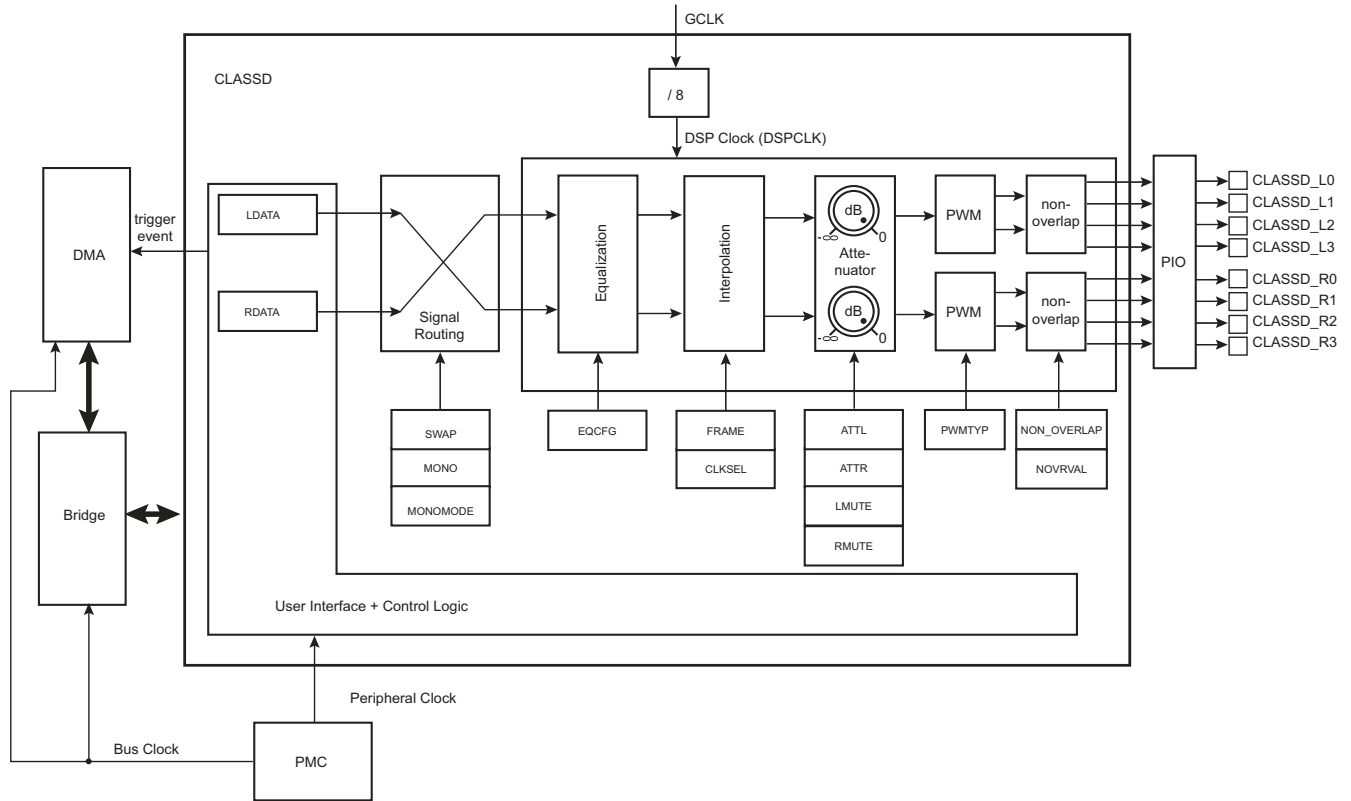 GCLK
CLASSD
/ 8
DSP Clock (DSPCLK)
DMA
trigger
event
LDATA
RDATA
Signal
Routing
Equalization
Interpolation
dB
-∞
0
Atte-
nuator
dB
-∞
0
PWM
PWM
non-
overlap
non-
overlap
PIO
CLASSD_L0
CLASSD_L1
CLASSD_L2
CLASSD_L3
CLASSD_R0
CLASSD_R1
CLASSD_R2
CLASSD_R3
SWAP
MONO
MONOMODE
EQCFG
FRAME
CLKSEL
ATTL
ATTR
LMUTE
RMUTE
PWMTYP
NON_OVERLAP
NOVRVAL
Bridge
User Interface + Control Logic
Peripheral Clock
Bus Clock
PMC